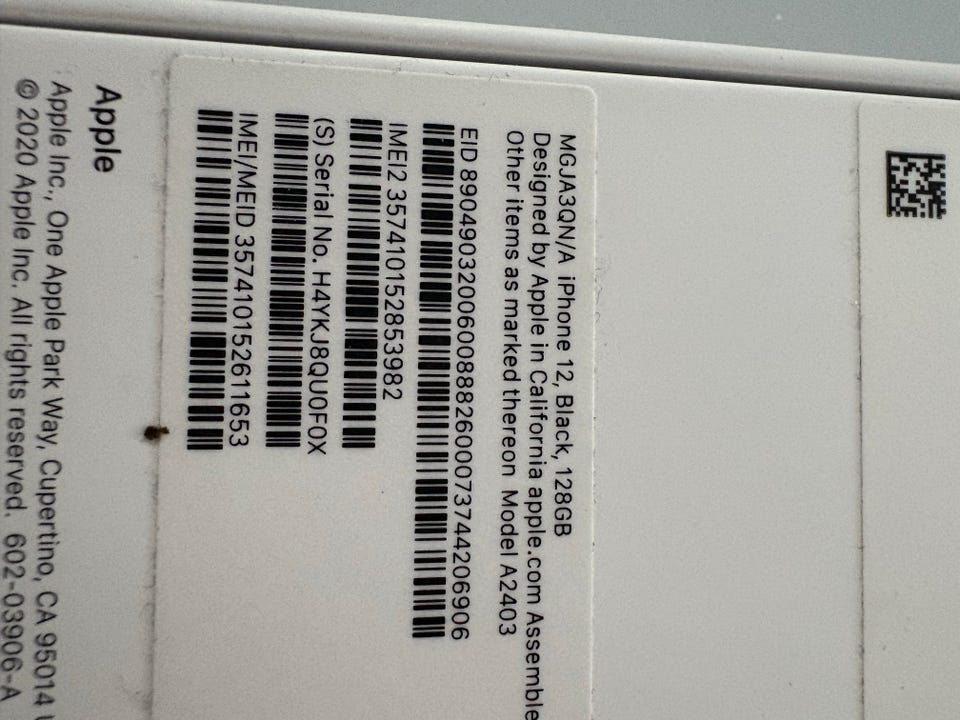 MGJA3QN/A iPhone 12, Black, 128GB
Designed by Apple in California apple.com Assemble
Other items as marked thereon Model A2403
EID 89049032006008882600073744206906
IMEI2 357410152853982
(S) Serial No. H4YKJ8QU0F0X
IMEI/MEID 357410152611653
Apple
Apple Inc., One Apple Park Way, Cupertino, CA 95014
© 2020 Apple Inc. All rights reserved. 602-03906-A